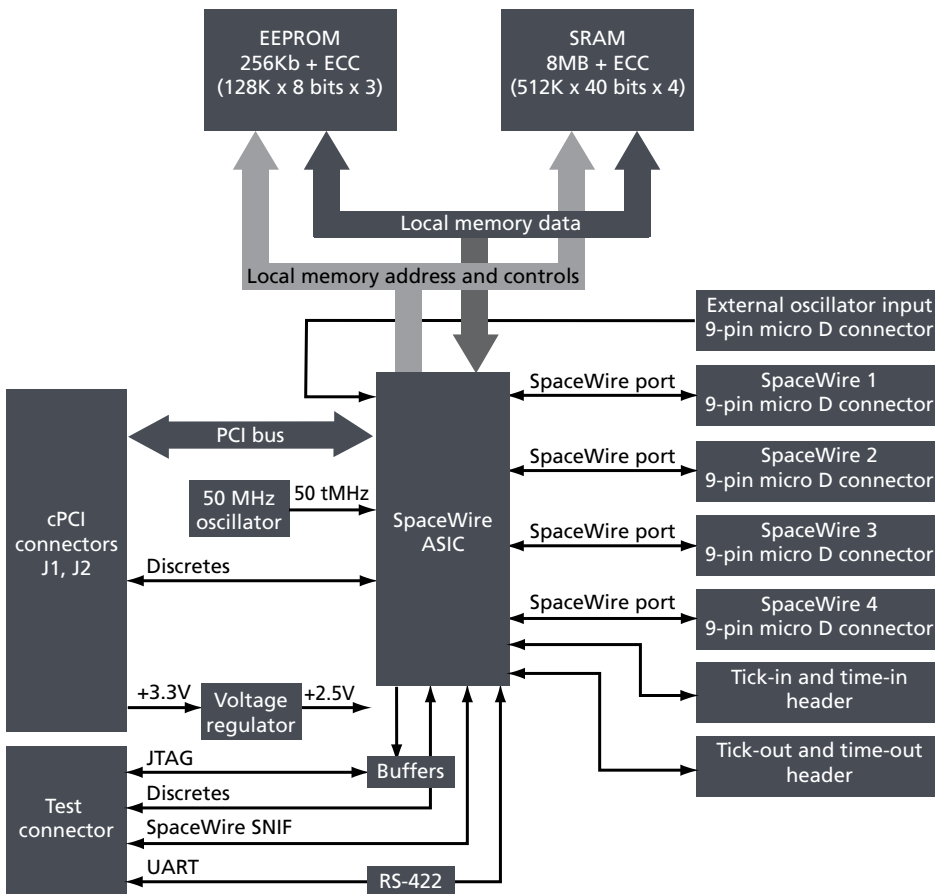 EEPROM
256Kb + ECC
(128K x 8 bits x 3)
SRAM
8MB + ECC
(512K x 40 bits x 4)
Local memory data
Local memory address and controls
External oscillator input
9-pin micro D connector
SpaceWire port
SpaceWire 1
9-pin micro D connector
PCI bus
SpaceWire port
SpaceWire 2
9-pin micro D connector
50 MHz
oscillator
50 tMHz
cPCI
connectors
J1, J2
SpaceWire
ASIC
SpaceWire port
SpaceWire 3
9-pin micro D connector
Discretes
SpaceWire port
SpaceWire 4
9-pin micro D connector
Tick-in and time-in
header
+3.3V
Voltage
regulator
+2.5V
Tick-out and time-out
header
JTAG
Buffers
Discretes
Test
connector
SpaceWire SNIF
UART
RS-422